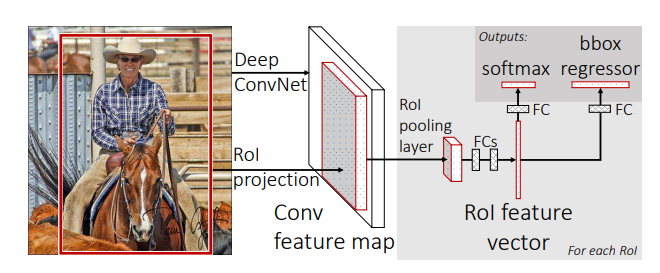 Deep
ConvNet
RoI
projection
Conv
feature map
RoI
pooling
layer
FCs
RoI feature
vector
Outputs:
softmax
bbox
regressor
FC
FC
For each RoI